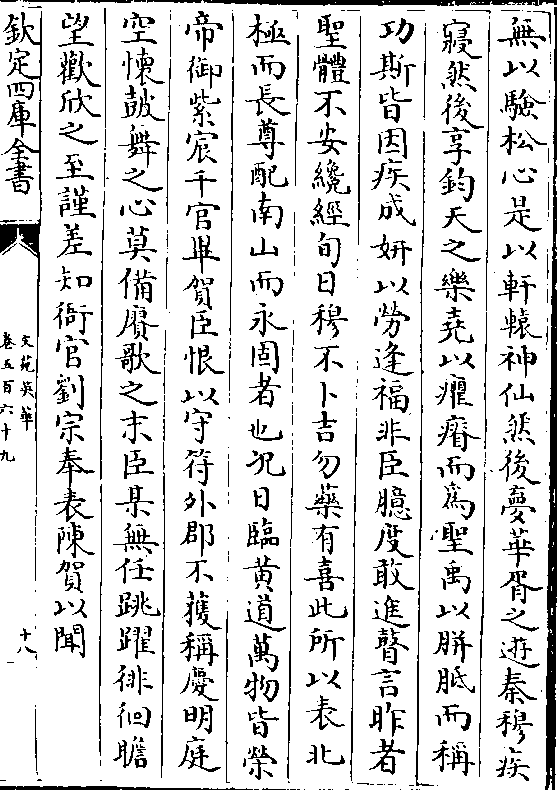 無以驗松心是以軒轅神仙然後夢華胥之遊秦穆疾
寢然後享鈞天之樂堯以癯瘠而爲聖禹以胼胝而稱
功斯皆因疾成妍以勞逢福非臣臆度敢進瞽言昨者
聖體不安纔經旬日穆不卜吉勿藥有喜此所以表北
極而長尊配南山而永固者也況日臨黄道萬物皆榮
帝御紫宸千官畢賀臣恨以守符外郡不獲稱慶明庭
空懐鼓舞之心莫備賡歌之末臣某無任跳躍徘徊瞻
望歡欣之至謹差知衙官劉宗奉表陳賀以聞
欽定四庫全書
文苑英華
卷五百六十九
十八